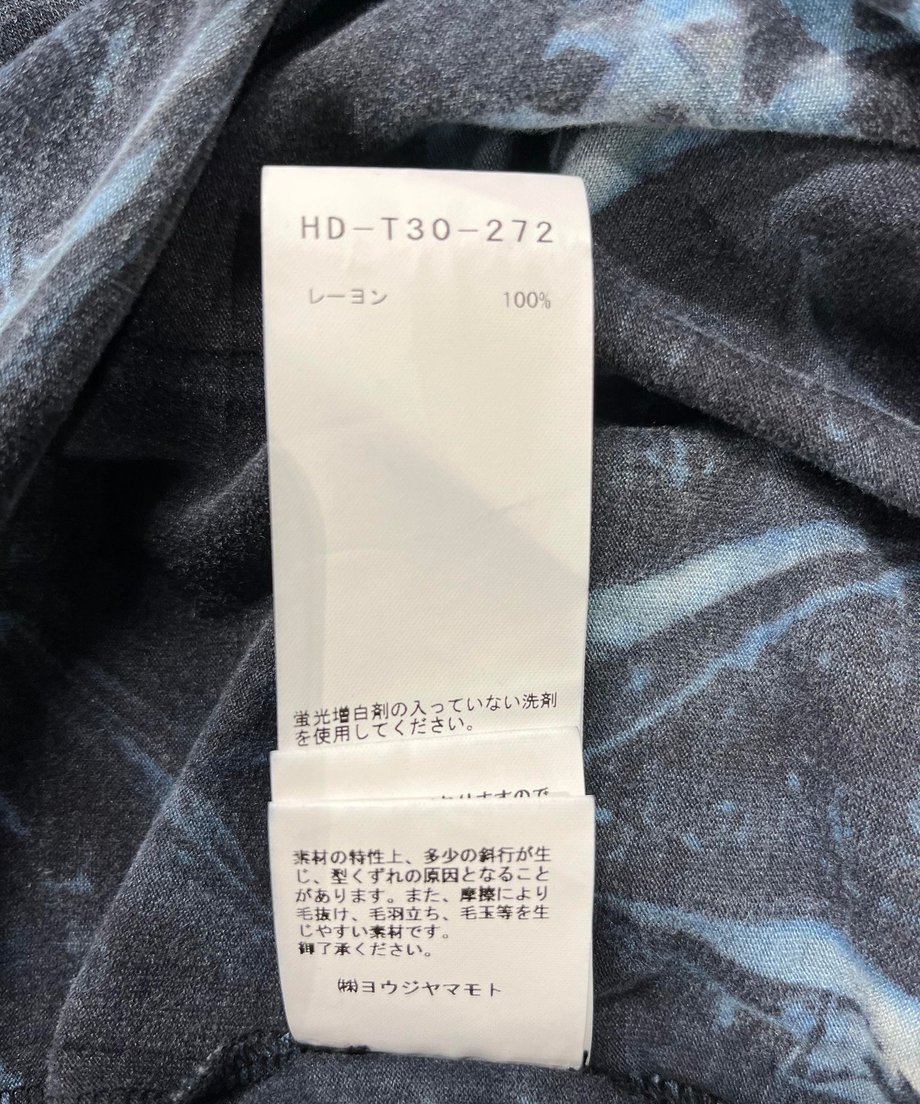 HD-T30-272
レーヨン 100%
蛍光増白剤の入っていない洗剤
を使用してください。
素材の特性上、多少の斜行が生
じ、型くずれの原因となること
があります。また、摩擦により
毛抜け、毛羽立ち、毛玉等を生
じやすい素材です。
御了承ください。
㈱ヨウジヤマモト